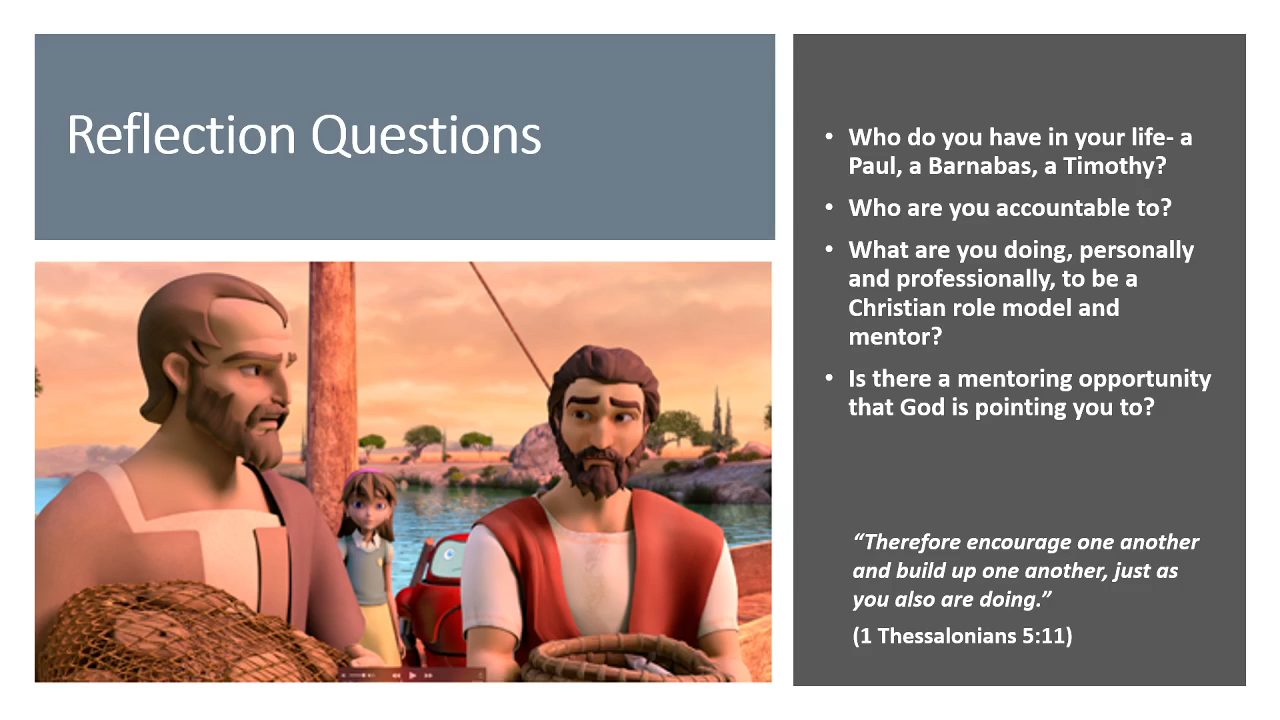 Reflection Questions
• Who do you have in your life- a
Paul, a Barnabas, a Timothy?
• Who are you accountable to?
• What are you doing, personally
and professionally, to be a
Christian role model and
mentor?
• Is there a mentoring opportunity
that God is pointing you to?
“Therefore encourage one another
and build up one another, just as
you also are doing.”
(1 Thessalonians 5:11)